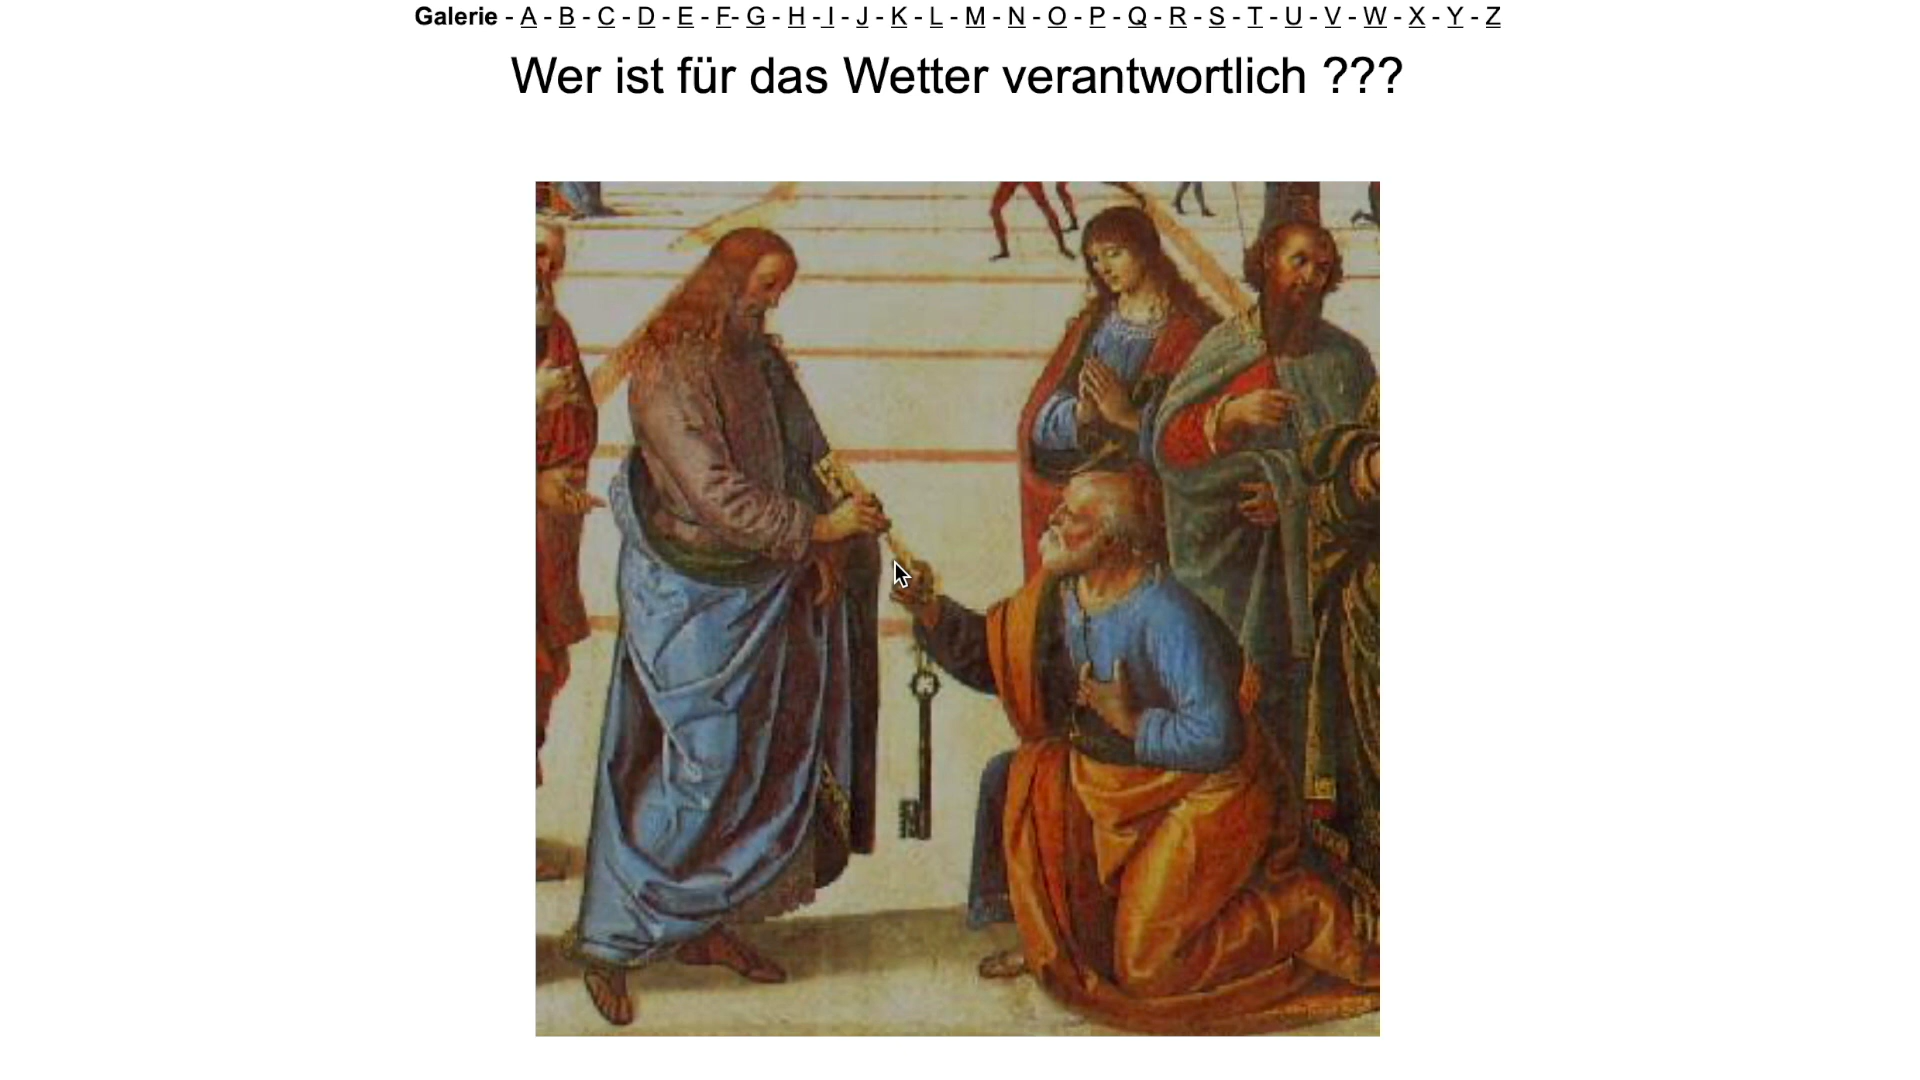 Galerie - A - B - C - D - E - F- G - H - I - J - K - L - M - N - O - P - Q - R - S - T - U - V - W - X - Y - Z
Wer ist für das Wetter verantwortlich ???